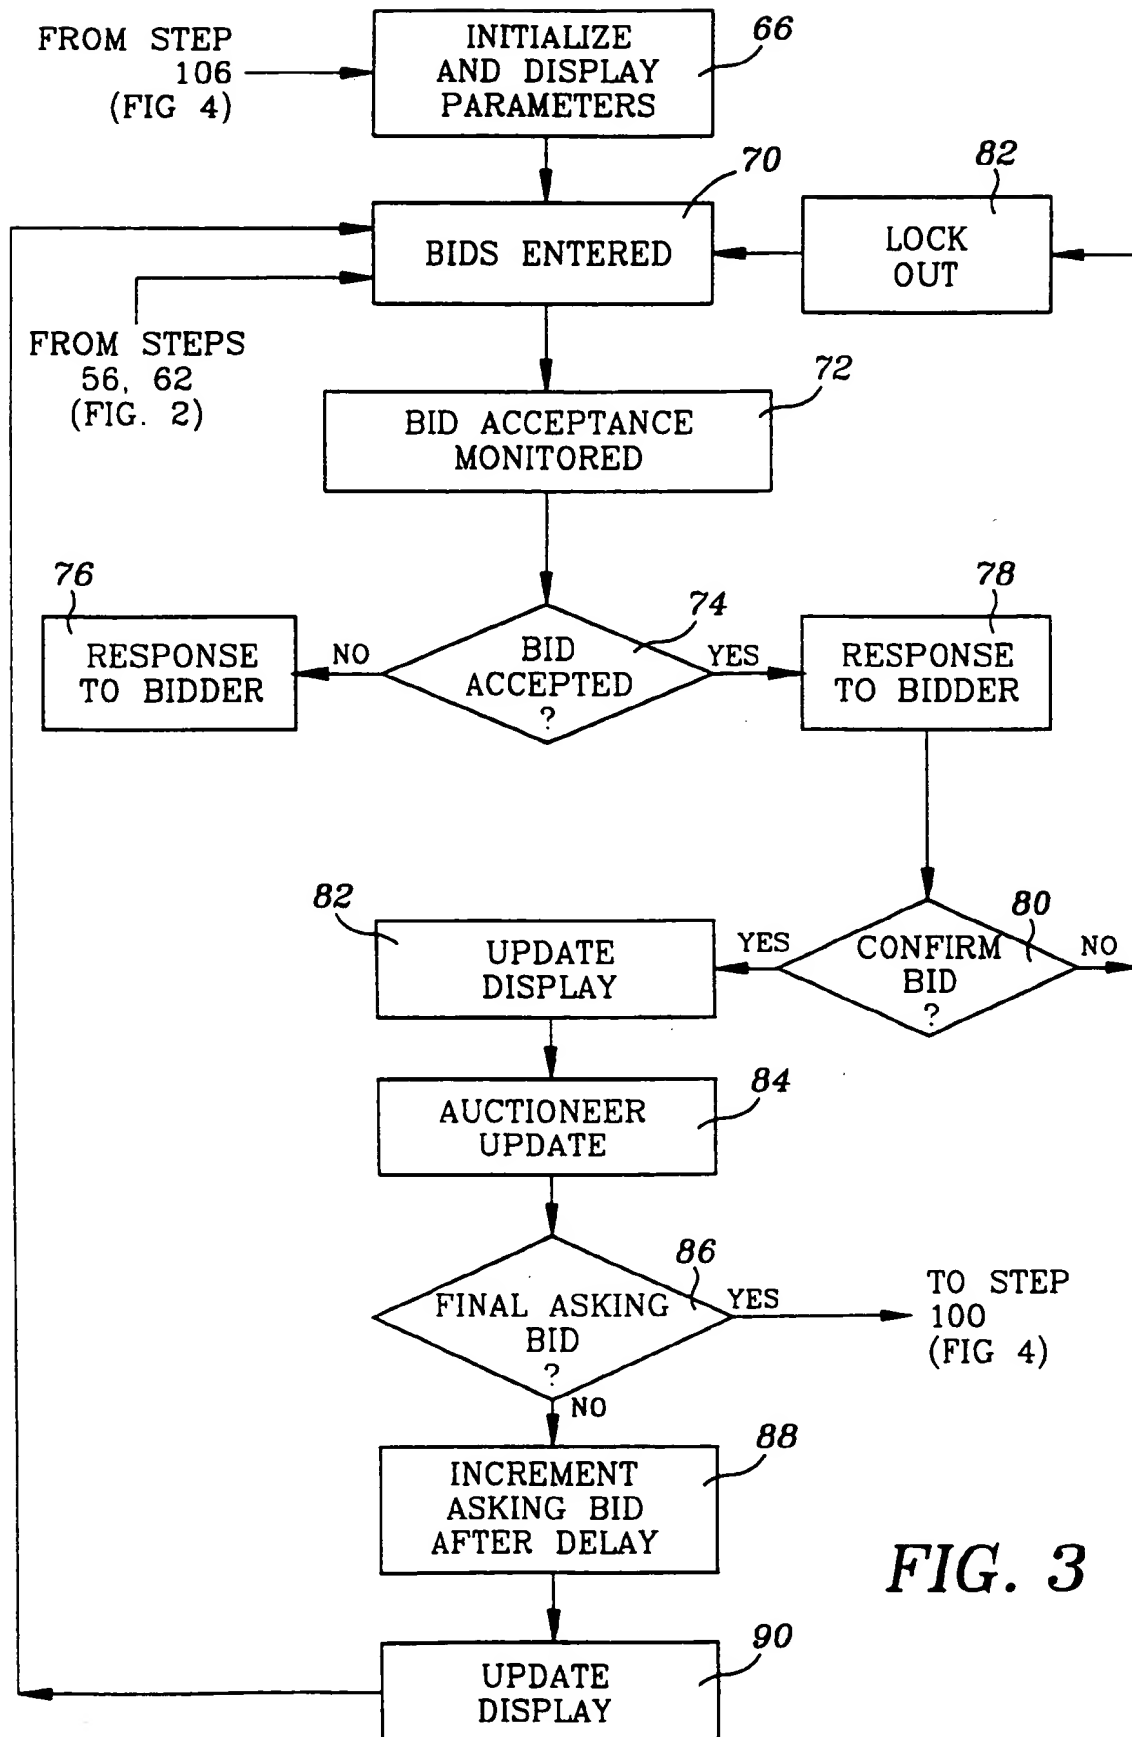 FROM STEP
106
(FIG 4)
INITIALIZE
AND DISPLAY
PARAMETERS
66
70
82
BIDS ENTERED
LOCK
OUT
FROM STEPS
56, 62
(FIG. 2)
72
BID ACCEPTANCE
MONITORED
76
74
78
RESPONSE
TO BIDDER
NO
BID
ACCEPTED
?
YES
RESPONSE
TO BIDDER
82
80
UPDATE
DISPLAY
YES
CONFIRM
BID
?
NO
84
AUCTIONEER
UPDATE
86
FINAL ASKING
BID
?
YES
TO STEP
100
(FIG 4)
NO
88
INCREMENT
ASKING BID
AFTER DELAY
FIG. 3
90
UPDATE
DISPLAY